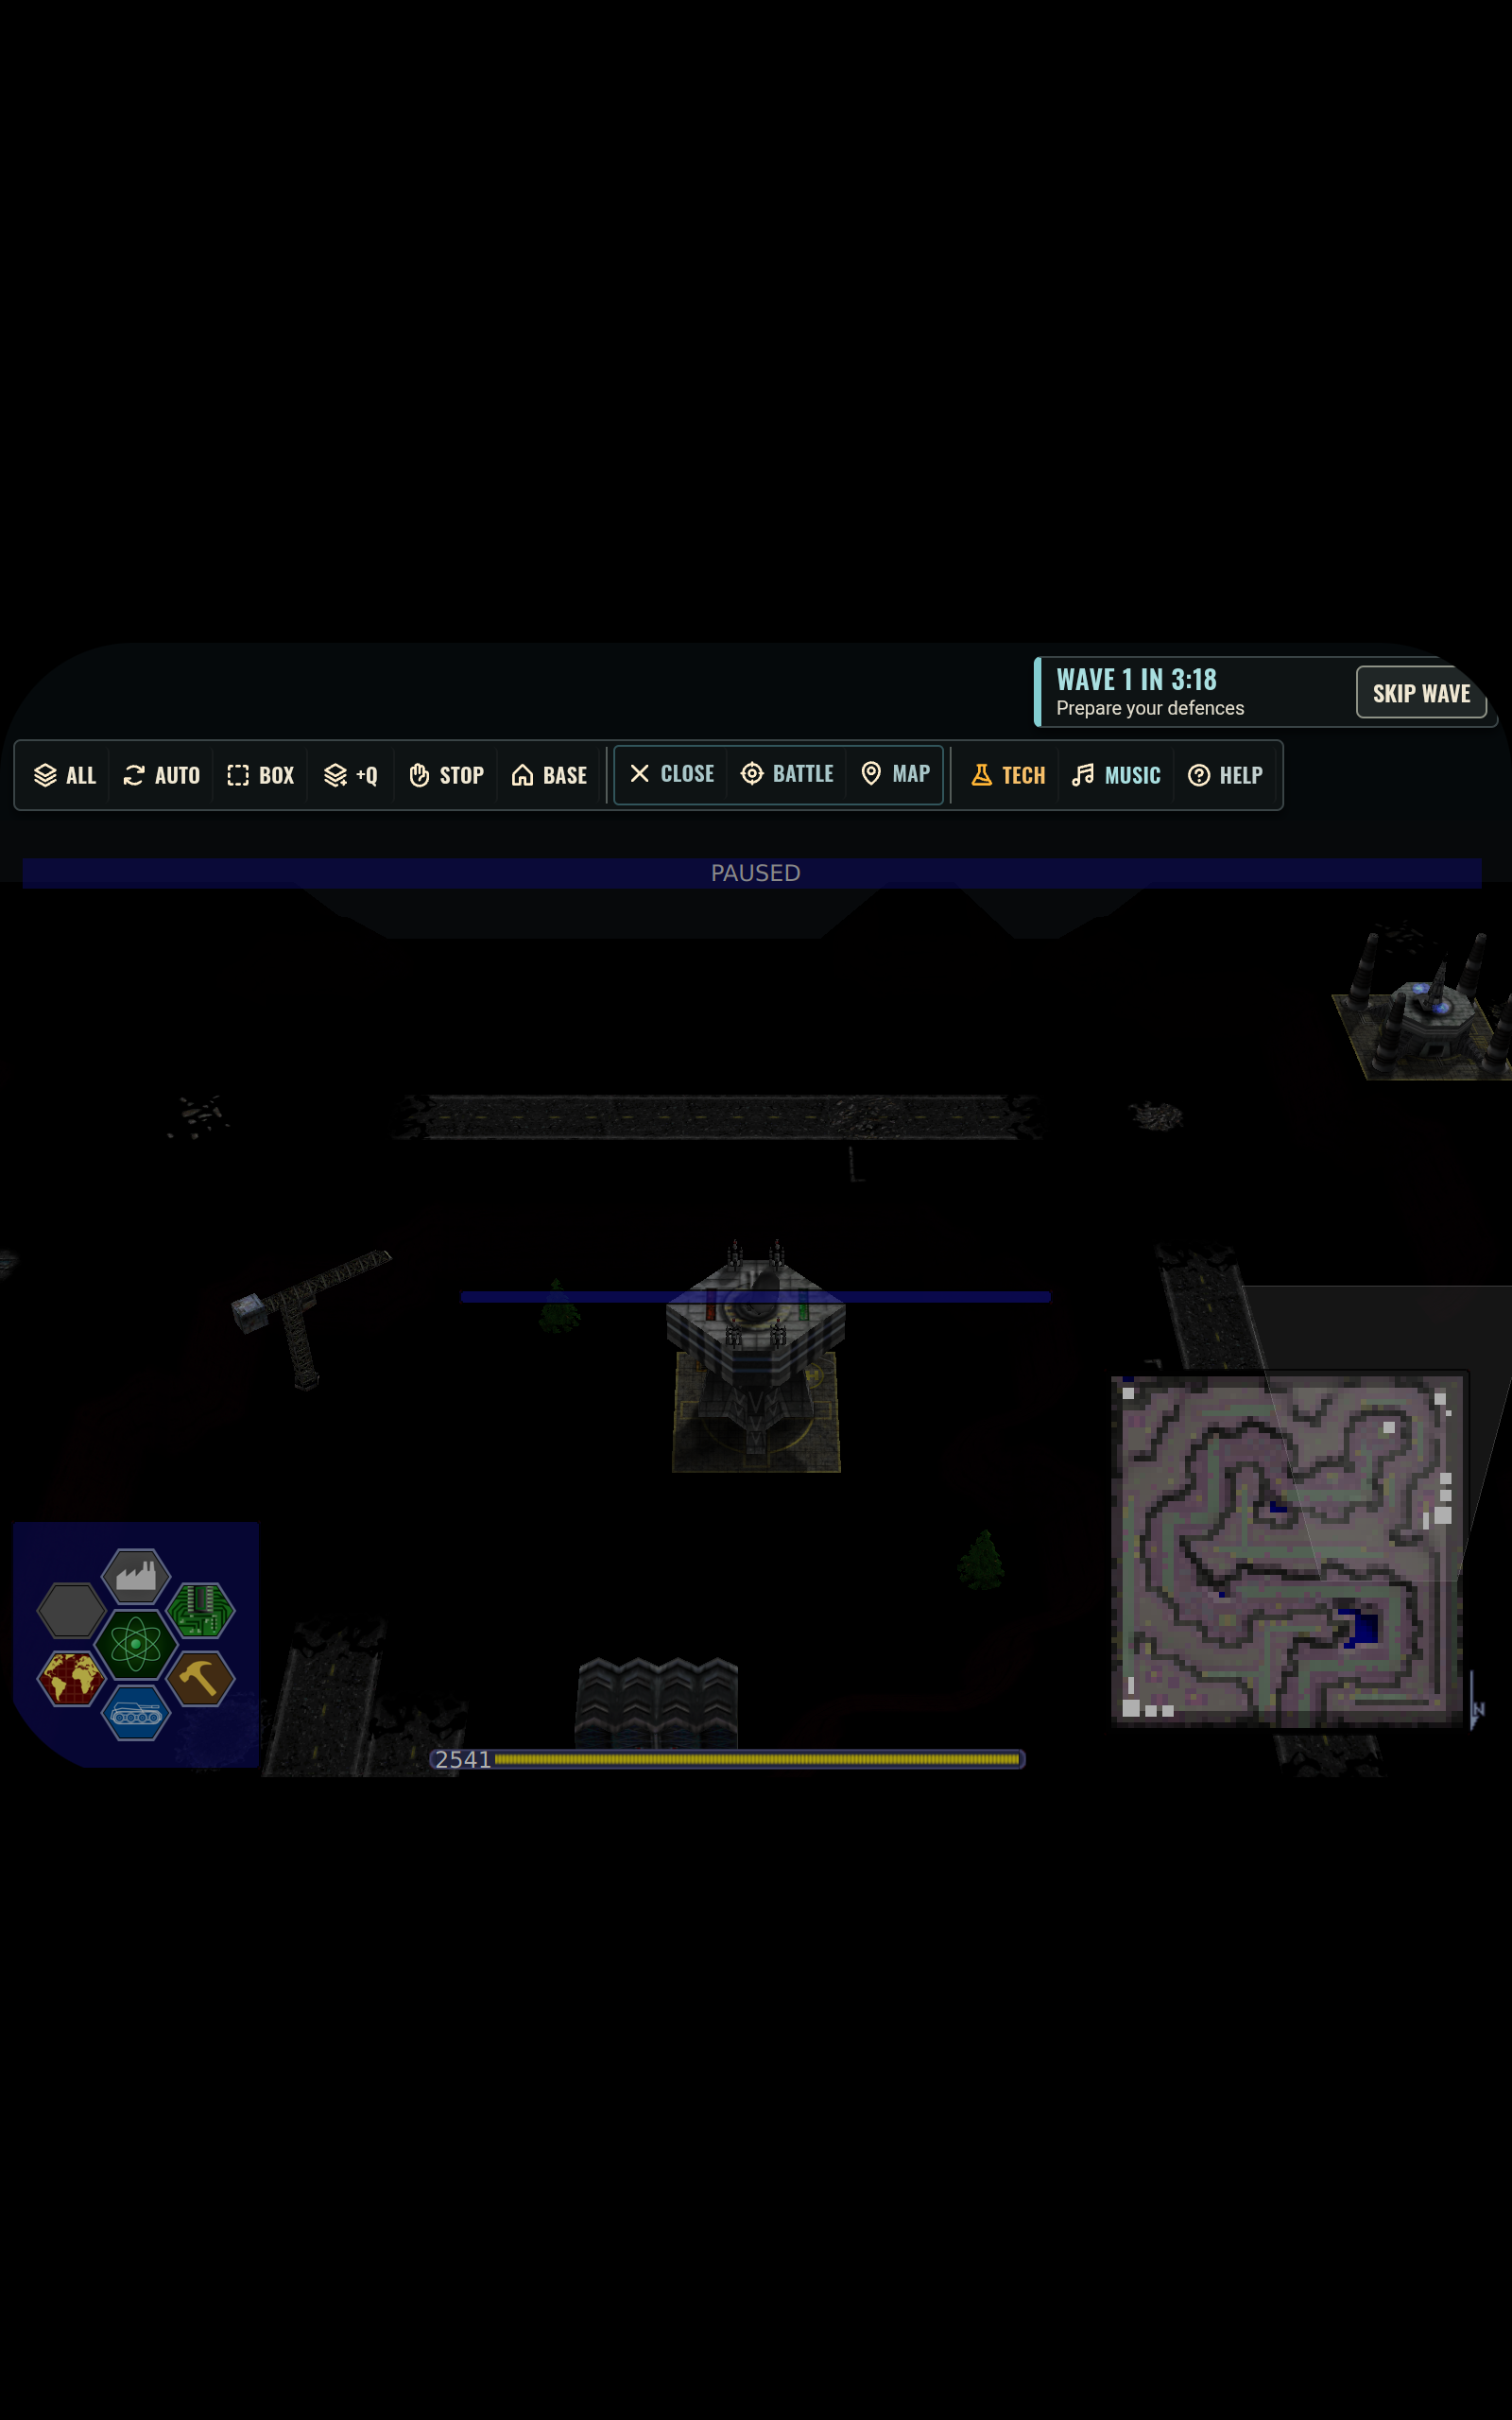 WAVE 1 IN 3:18
Prepare your defences
SKIP WAVE
ALL AUTO BOX +Q STOP BASE CLOSE BATTLE MAP TECH MUSIC HELP
PAUSED
N
2541